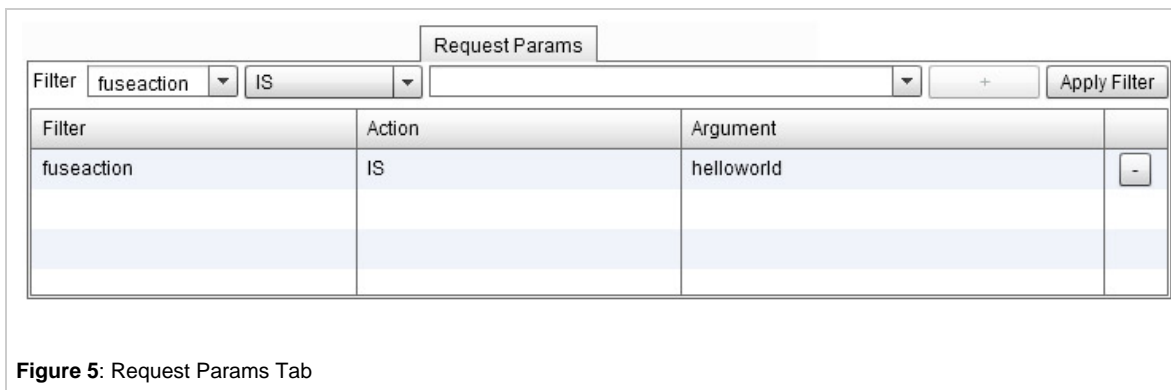 Request Params
Filter fuseaction IS + Apply Filter
Filter Action Argument
fuseaction IS helloworld -
Figure 5: Request Params Tab